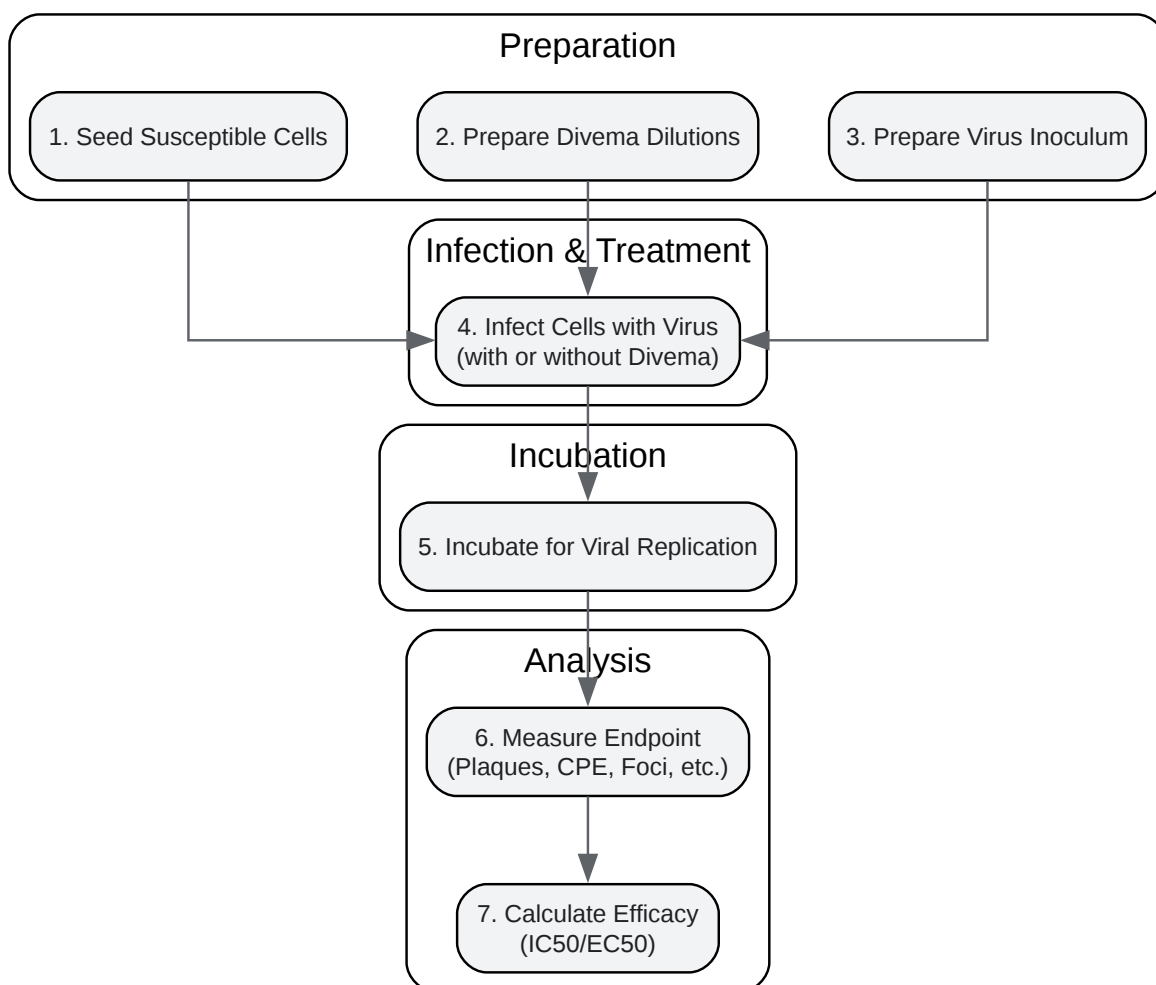 Preparation
1. Seed Susceptible Cells
2. Prepare Divema Dilutions
3. Prepare Virus Inoculum
Infection & Treatment
4. Infect Cells with Virus
(with or without Divema)
Incubation
5. Incubate for Viral Replication
Analysis
6. Measure Endpoint
(Plaques, CPE, Foci, etc.)
7. Calculate Efficacy
(IC50/EC50)